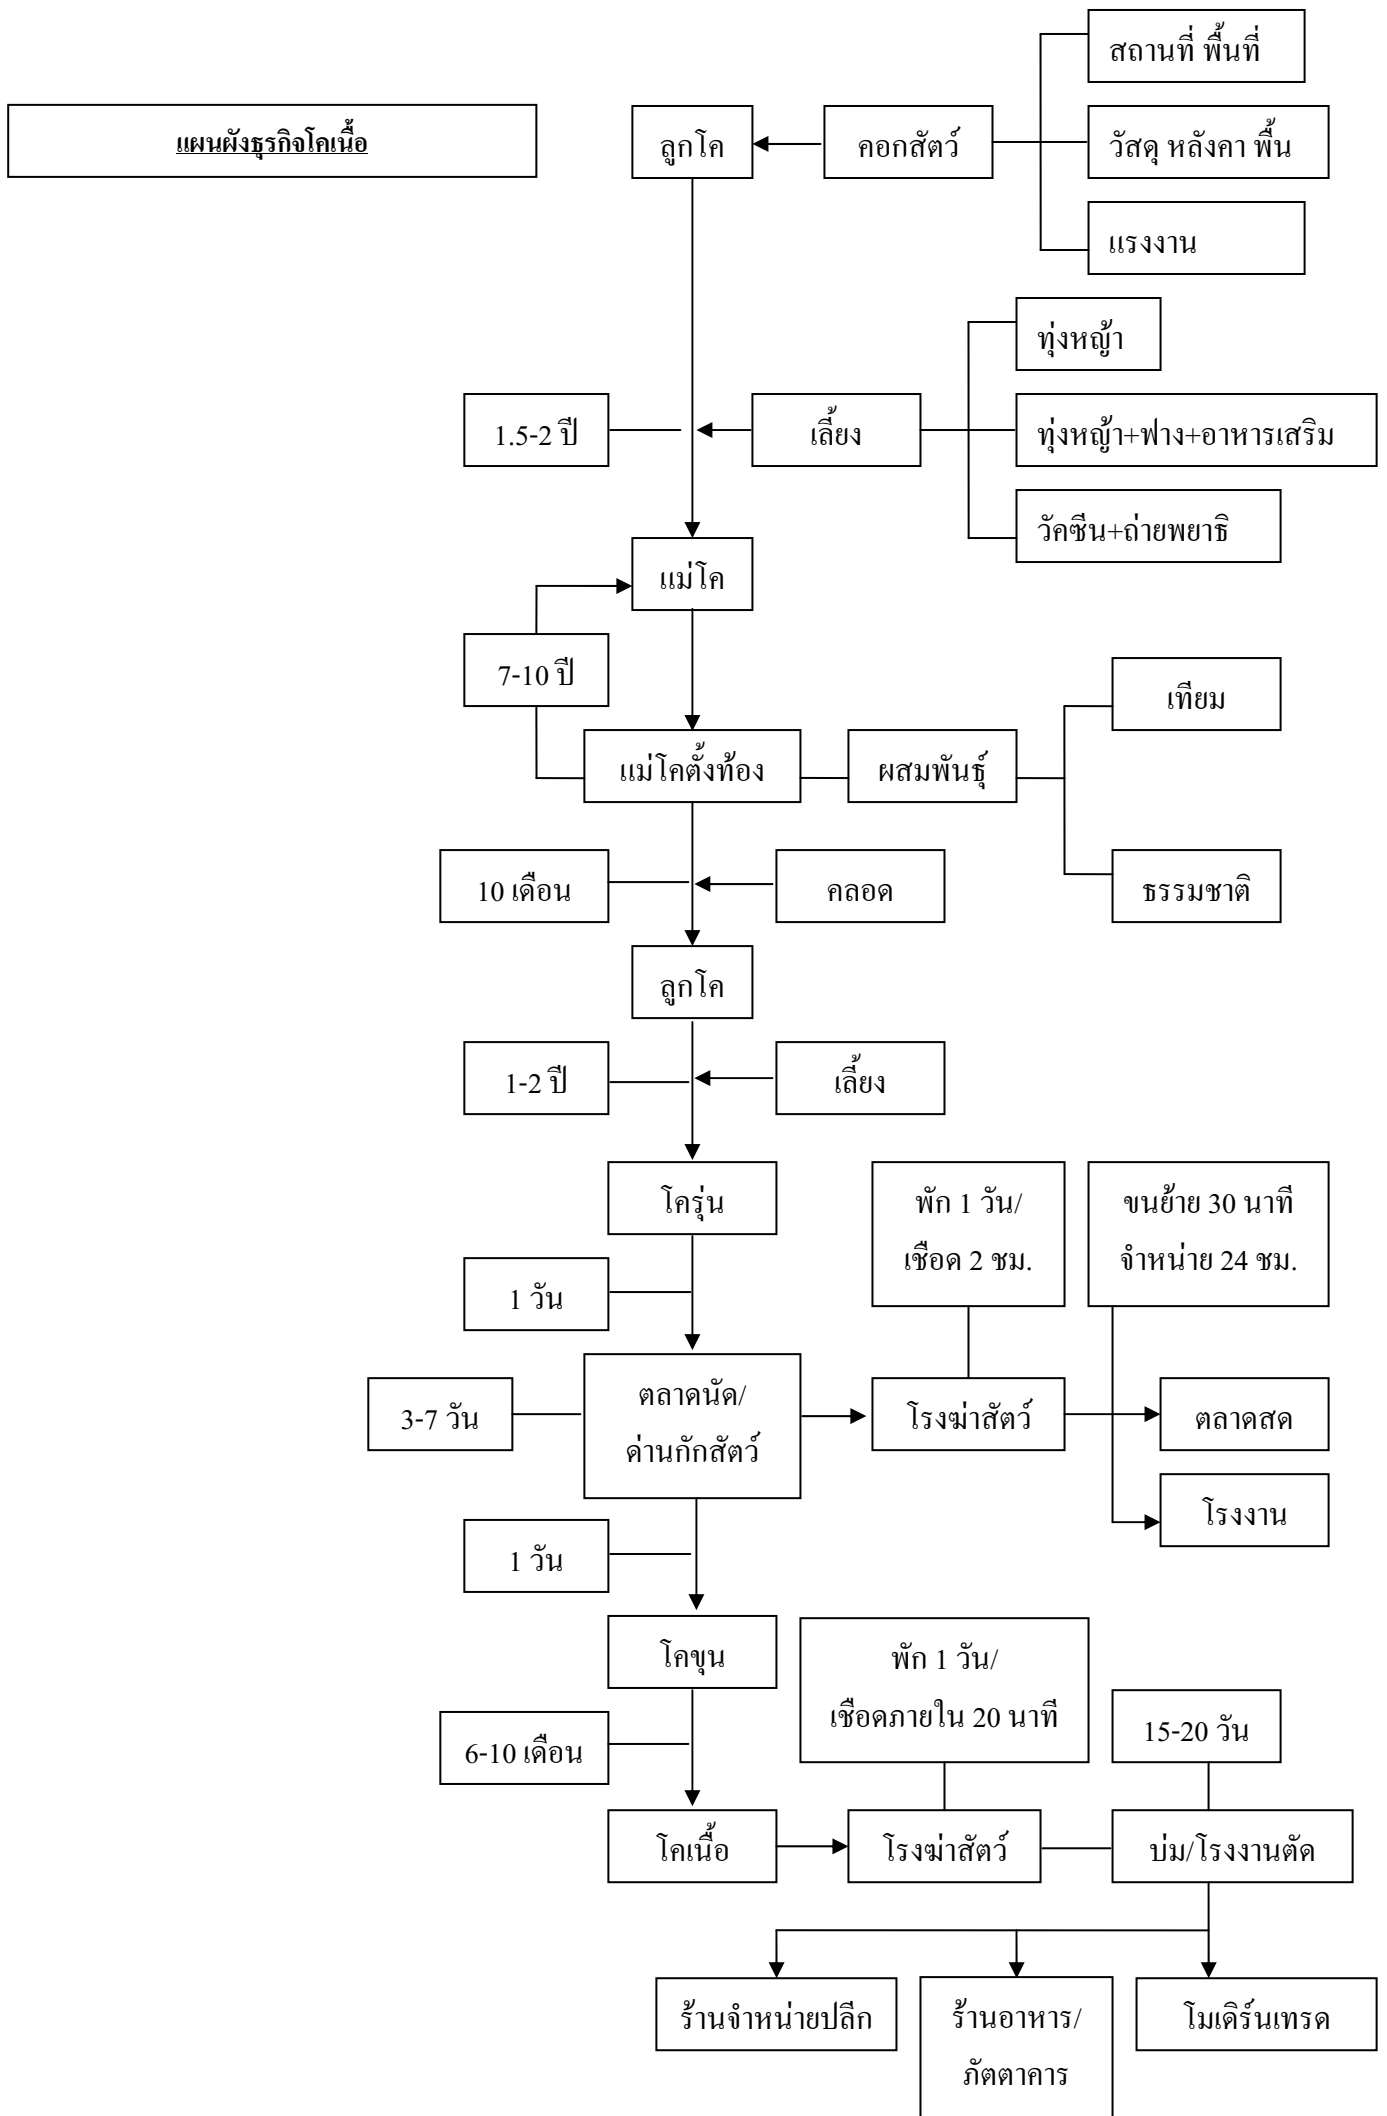 สถานที่ พื้นที่
แผนผังธุรกิจโคเนื้อ
ลูกโค
คอกสัตว์
วัสดุ หลังคา พื้น
แรงงาน
ทุ่งหญ้า
1.5-2 ปี
เลี้ยง
ทุ่งหญ้า+ฟาง+อาหารเสริม
วัคซีน+ถ่ายพยาธิ
แม่โค
7-10 ปี
เทียม
แม่โคตั้งท้อง
ผสมพันธุ์
10 เดือน
คลอด
ธรรมชาติ
ลูกโค
1-2 ปี
เลี้ยง
โครุ่น
พัก 1 วัน/
เชือด 2 ชม.
ขนย้าย 30 นาที
จำหน่าย 24 ชม.
1 วัน
3-7 วัน
ตลาดนัด/
ด่านกักสัตว์
โรงฆ่าสัตว์
ตลาดสด
โรงงาน
1 วัน
โคขุน
พัก 1 วัน/
เชือดภายใน 20 นาที
15-20 วัน
6-10 เดือน
โคเนื้อ
โรงฆ่าสัตว์
บ่ม/โรงงานตัด
ร้านจำหน่ายปลีก
ร้านอาหาร/
ภัตตาคาร
โมเดิร์นเทรด